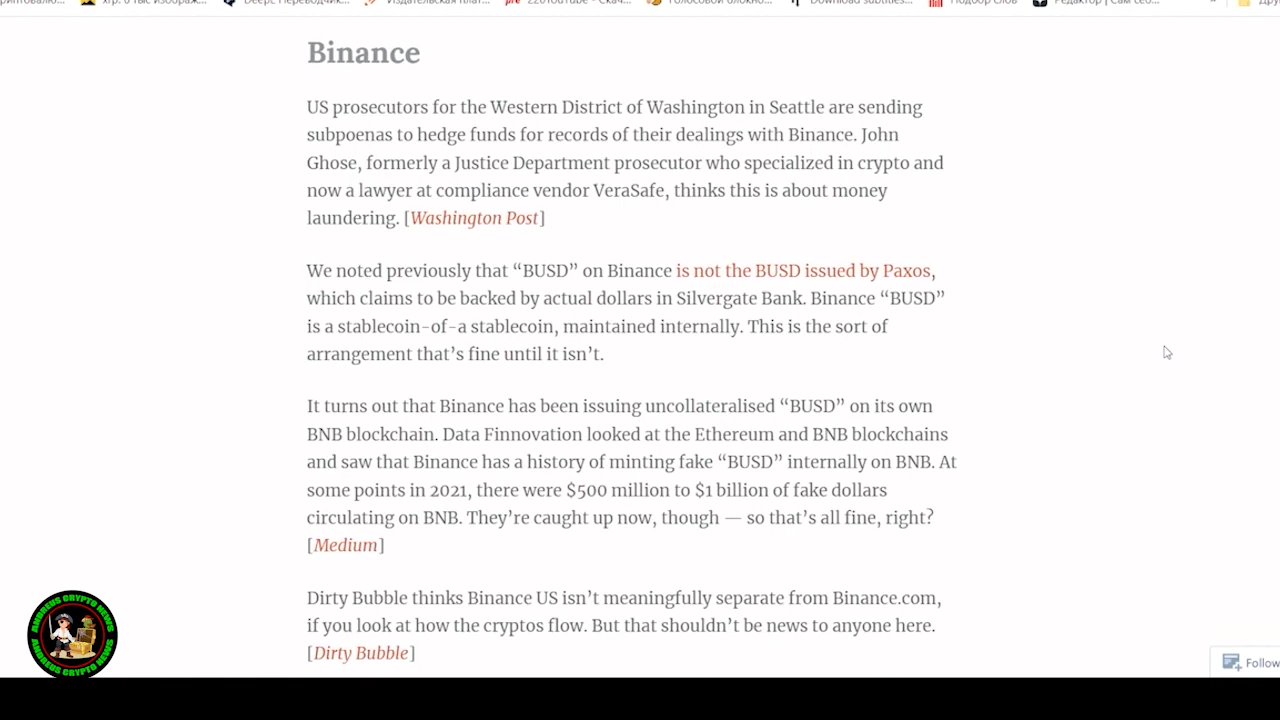 Binance
US prosecutors for the Western District of Washington in Seattle are sending
subpoenas to hedge funds for records of their dealings with Binance. John
Ghose, formerly a Justice Department prosecutor who specialized in crypto and
now a lawyer at compliance vendor VeraSafe, thinks this is about money
laundering. [Washington Post]
We noted previously that “BUSD” on Binance is not the BUSD issued by Paxos,
which claims to be backed by actual dollars in Silvergate Bank. Binance “BUSD”
is a stablecoin-of-a stablecoin, maintained internally. This is the sort of
arrangement that’s fine until it isn’t.
It turns out that Binance has been issuing uncollateralised “BUSD” on its own
BNB blockchain. Data Finnovation looked at the Ethereum and BNB blockchains
and saw that Binance has a history of minting fake “BUSD” internally on BNB. At
some points in 2021, there were $500 million to $1 billion of fake dollars
circulating on BNB. They’re caught up now, though — so that’s all fine, right?
[Medium]
Dirty Bubble thinks Binance US isn’t meaningfully separate from Binance.com,
if you look at how the cryptos flow. But that shouldn’t be news to anyone here.
[Dirty Bubble]
ANDREUS CRYPTO NEWS
ANDREUS CRYPTO NEWS
Follow